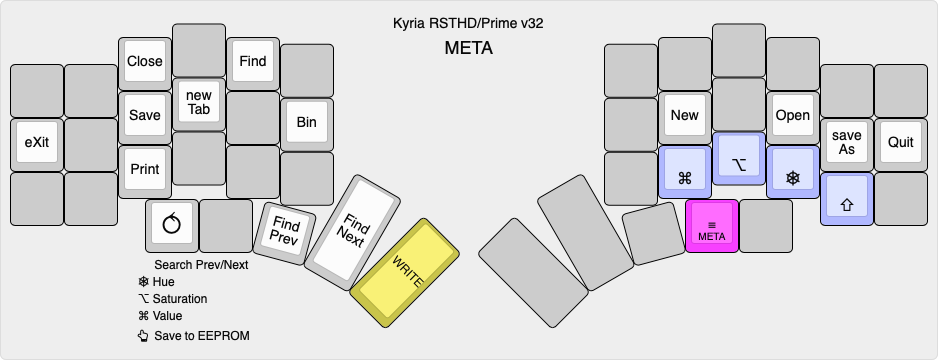 Kyria RSTHD/Prime v32
META
Close
Find
new
Tab
Save
Bin
eXit
Print
New
Open
save
As
Quit
⌘
⌥
❄
⇧
Find
Prev
Find
Next
WRITE
≡
META
Search Prev/Next
❄ Hue
⌥ Saturation
⌘ Value
Save to EEPROM